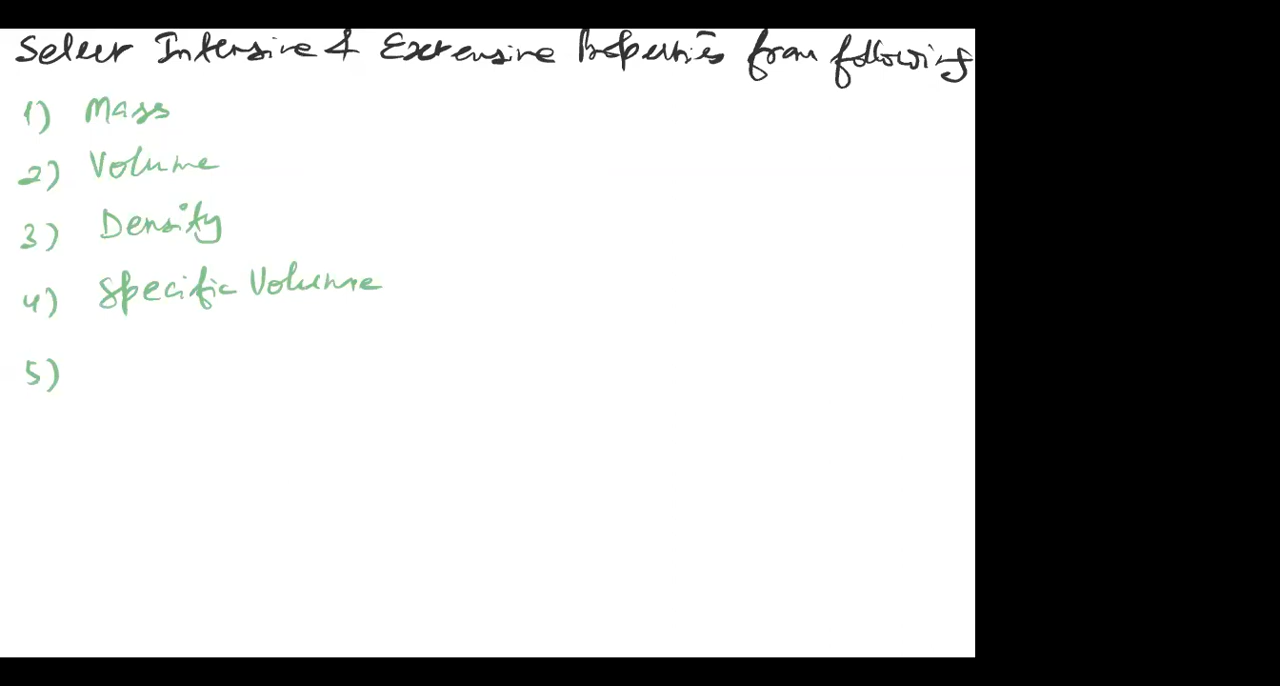 Select Intensive & Extensive Properties from following
1) Mass
2) Volume
3) Density
4) Specific Volume
5)